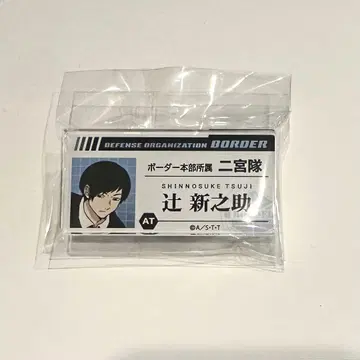 DEFENSE ORGANIZATION BORDER
ボーダー本部所属 二宮隊
SHINNOSUKE TSUJI
辻 新之助
AT
©A/S・T・T